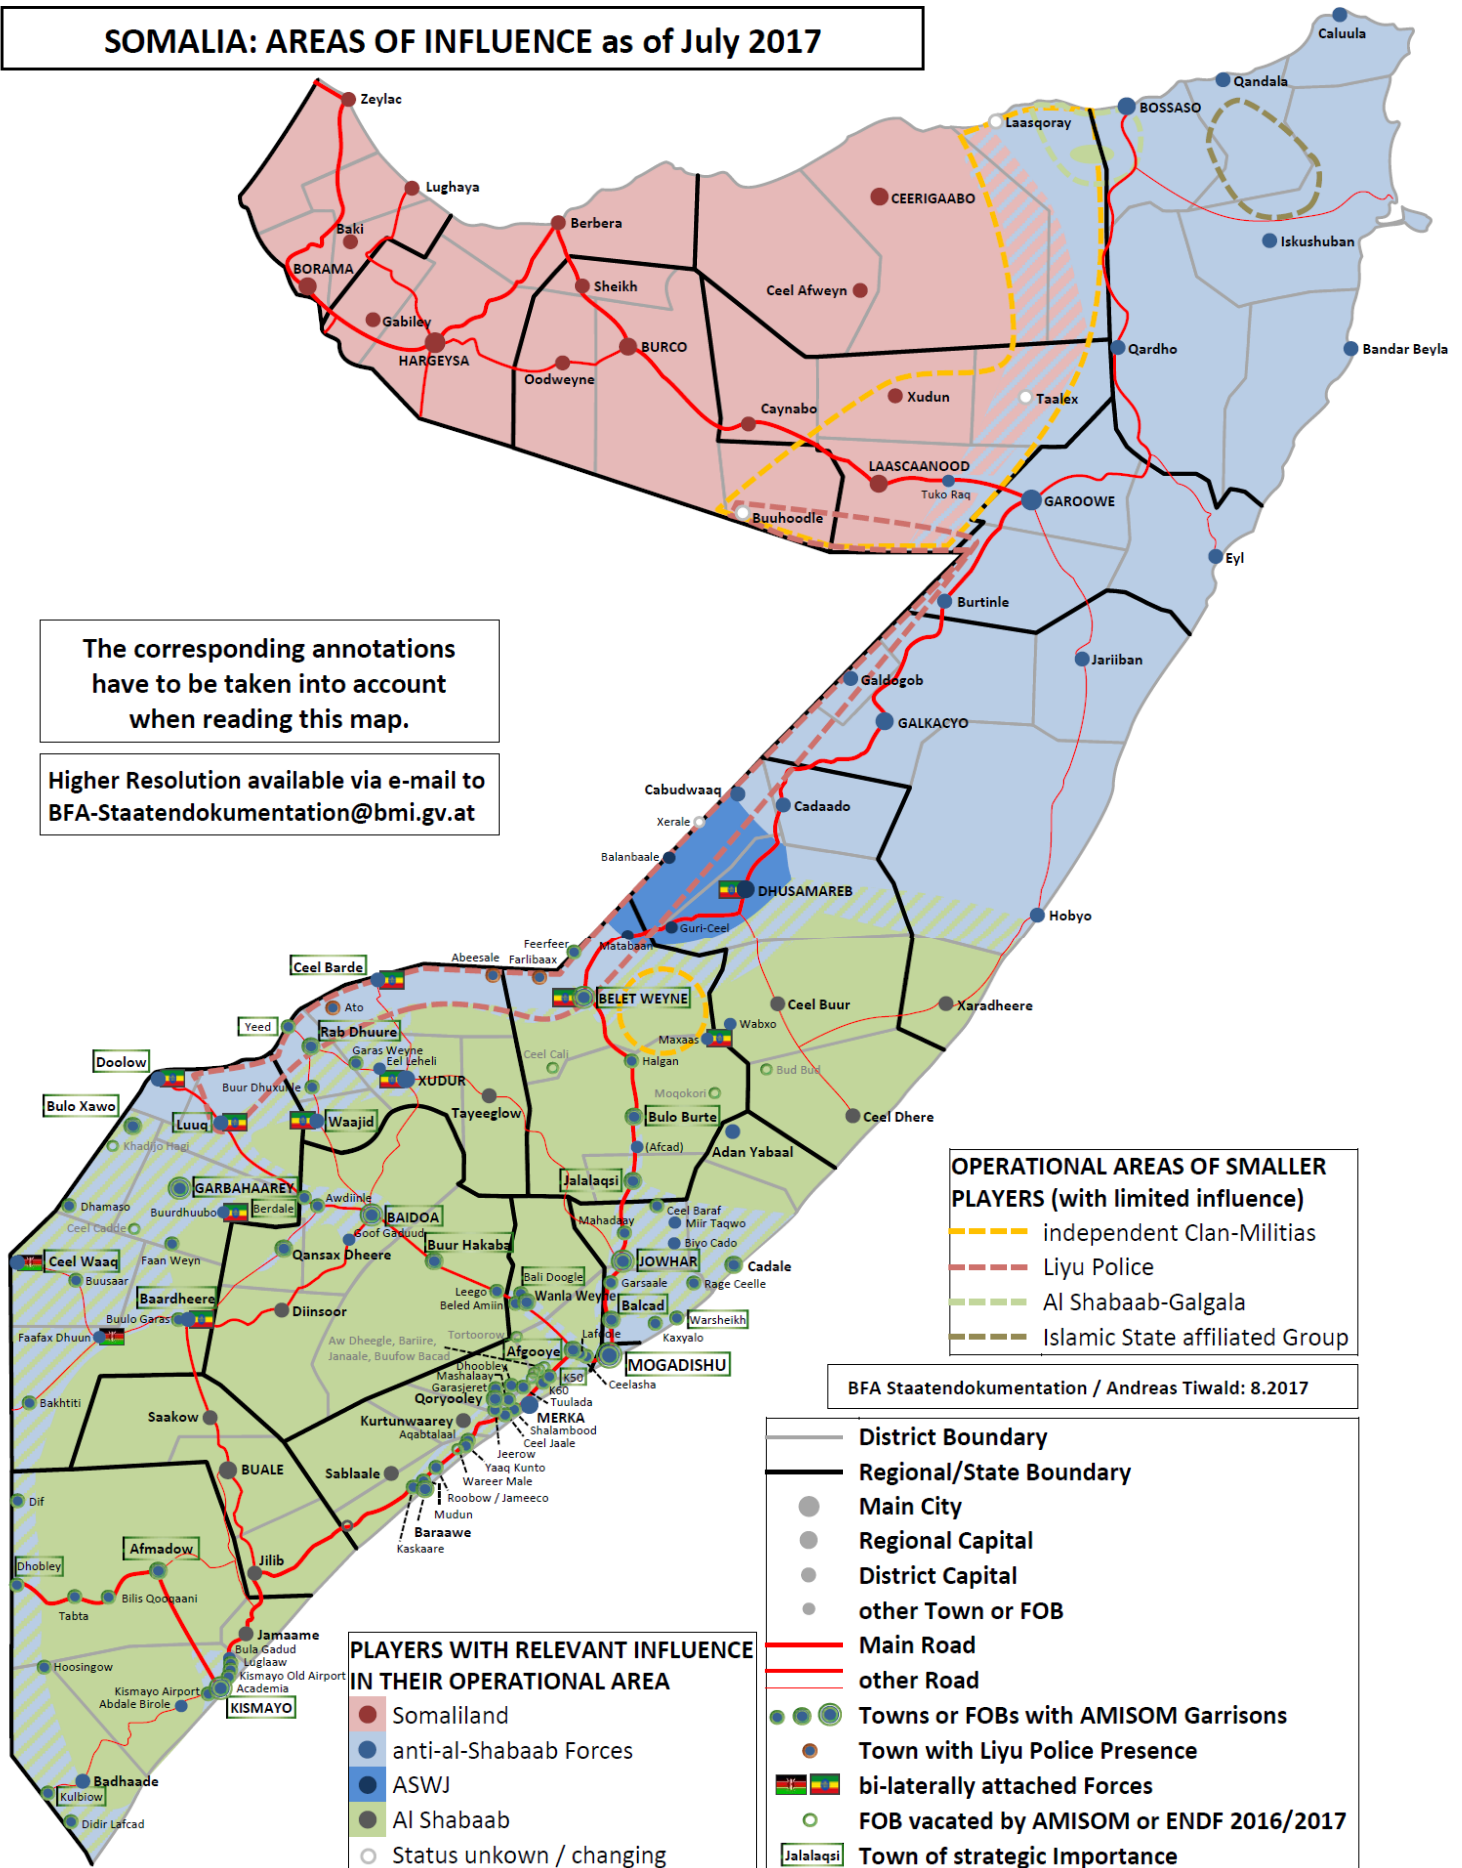 SOMALIA: AREAS OF INFLUENCE as of July 2017
Caluula
Qandala
Zeylac
BOSSASO
Laasqoray
Lughaya
CEERIGAABO
Baki
Berbera
Iskushuban
BORAMA
Sheikh
Ceel Afweyn
Gabiley
HARGEYSA
BURCO
Qardho
Bandar Beyla
Oodweyne
Xudun
Taalex
Caynabo
LAASCAANOOD
Tuko Raq
GAROOWE
Buuhoodle
Eyl
Burtinle
The corresponding annotations
have to be taken into account
when reading this map.
Jariiban
Galdogob
GALKACYO
Higher Resolution available via e-mail to
BFA-Staatendokumentation@bmi.gv.at
Cabudwaaq
Cadaado
Xerale
Balanbaale
DHUSAMAREB
Hobyo
Guri-Ceel
Matabaan
Feerfeer
Abeesale
Farlibaax
Ceel Barde
BELET WEYNE
Ceel Buur
Xaradheere
Ato
Yeed
Rab Dhuure
Wabxo
Maxaas
Garas Weyne
Eel Leheli
Ceel Cali
Halgan
Doolow
Bud Bud
Buur Dhuxunle
XUDUR
Moqokori
Bulo Xawo
Tayeeglow
Bulo Burte
Ceel Dhere
Luuq
Waajid
Khadijo Hagi
(Afcad)
Adan Yabaal
Jalalaqsi
GARBAHAAREY
Dhamaso
Buurdhuubo
Berdale
Awdiinle
BAIDOA
Ceel Baraf
Miir Taqwo
Mahadaay
Ceel Cadde
Goof Gaduud
Biyo Cado
Faan Weyn
Qansax Dheere
Buur Hakaba
JOWHAR
Cadale
Ceel Waaq
Buusaar
Bali Doogle
Garsaale
Rage Ceelle
Leego
Wanla Weyne
Beled Amiin
Baardheere
Diinsoor
Balcad
Warsheikh
Buulo Garas
Kaxyalo
Faafax Dhuun
Aw Dheegle, Bariire,
Janaale, Buufow Bacad
Tortoorow
Lafoole
Afgooye
MOGADISHU
Dhoobley
Mashalaay
Garasjeret
K50
Ceelasha
K60
Qoryooley
Tuulada
Bakhtiti
Saakow
Kurtunwaarey
MERKA
Aqabtalaal
Shalambood
Ceel Jaale
Jeerow
Yaaq Kunto
BUALE
Sablaale
Wareer Male
Roobow / Jameeco
Dif
Mudun
Baraawe
Kaskaare
Afmadow
Jilib
Dhobley
Bilis Qooqaani
Tabta
Jamaame
Bula Gadud
Luglaaw
Kismayo Old Airport
Hoosingow
Academia
Kismayo Airport
Abdale Birole
KISMAYO
Badhaade
Kulbiow
Didir Lafcad
OPERATIONAL AREAS OF SMALLER
PLAYERS (with limited influence)
independent Clan-Militias
Liyu Police
Al Shabaab-Galgala
Islamic State affiliated Group
BFA Staatendokumentation / Andreas Tiwald: 8.2017
District Boundary
Regional/State Boundary
Main City
Regional Capital
District Capital
other Town or FOB
Main Road
other Road
Towns or FOBs with AMISOM Garrisons
Town with Liyu Police Presence
bi-laterally attached Forces
FOB vacated by AMISOM or ENDF 2016/2017
Jalalaqsi Town of strategic Importance
PLAYERS WITH RELEVANT INFLUENCE
IN THEIR OPERATIONAL AREA
Somaliland
anti-al-Shabaab Forces
ASWJ
Al Shabaab
Status unkown / changing